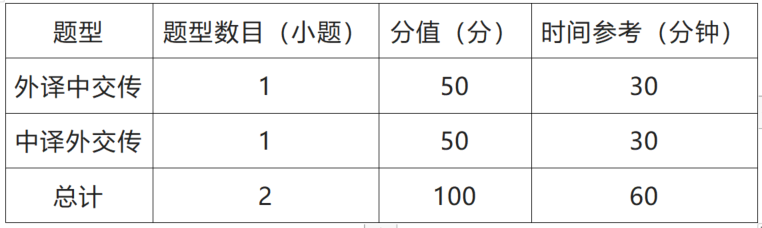 题型 题型数目（小题） 分值（分） 时间参考（分钟）
外译中交传 1 50 30
中译外交传 1 50 30
总计 2 100 60